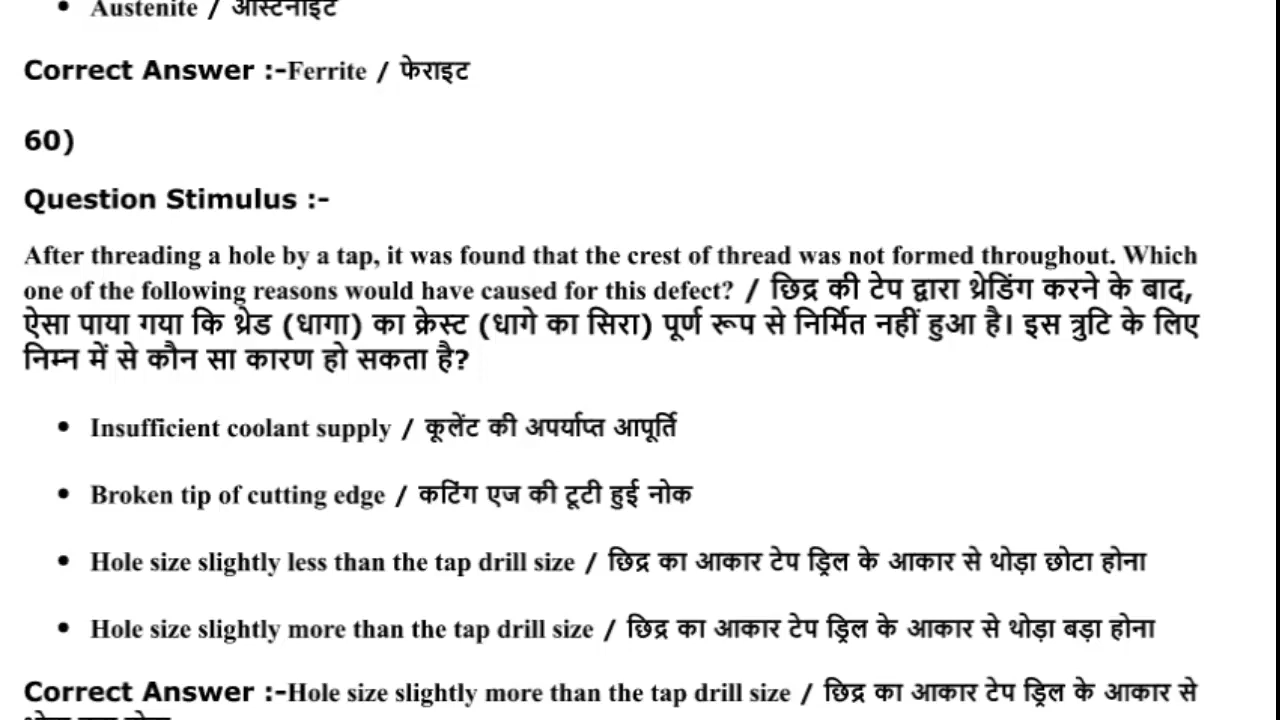 • Austenite / ऑस्टेनाइट
Correct Answer :-Ferrite / फेराइट
60)
Question Stimulus :-
After threading a hole by a tap, it was found that the crest of thread was not formed throughout. Which
one of the following reasons would have caused for this defect? / छिद्र की टेप द्वारा थ्रेडिंग करने के बाद,
ऐसा पाया गया कि थ्रेड (धागा) का क्रेस्ट (धागे का सिरा) पूर्ण रूप से निर्मित नहीं हुआ है। इस त्रुटि के लिए
निम्न में से कौन सा कारण हो सकता है?
• Insufficient coolant supply / कूलेंट की अपर्याप्त आपूर्ति
• Broken tip of cutting edge / कटिंग एज की टूटी हुई नोक
• Hole size slightly less than the tap drill size / छिद्र का आकार टेप ड्रिल के आकार से थोड़ा छोटा होना
• Hole size slightly more than the tap drill size / छिद्र का आकार टेप ड्रिल के आकार से थोड़ा बड़ा होना
Correct Answer :-Hole size slightly more than the tap drill size / छिद्र का आकार टेप ड्रिल के आकार से